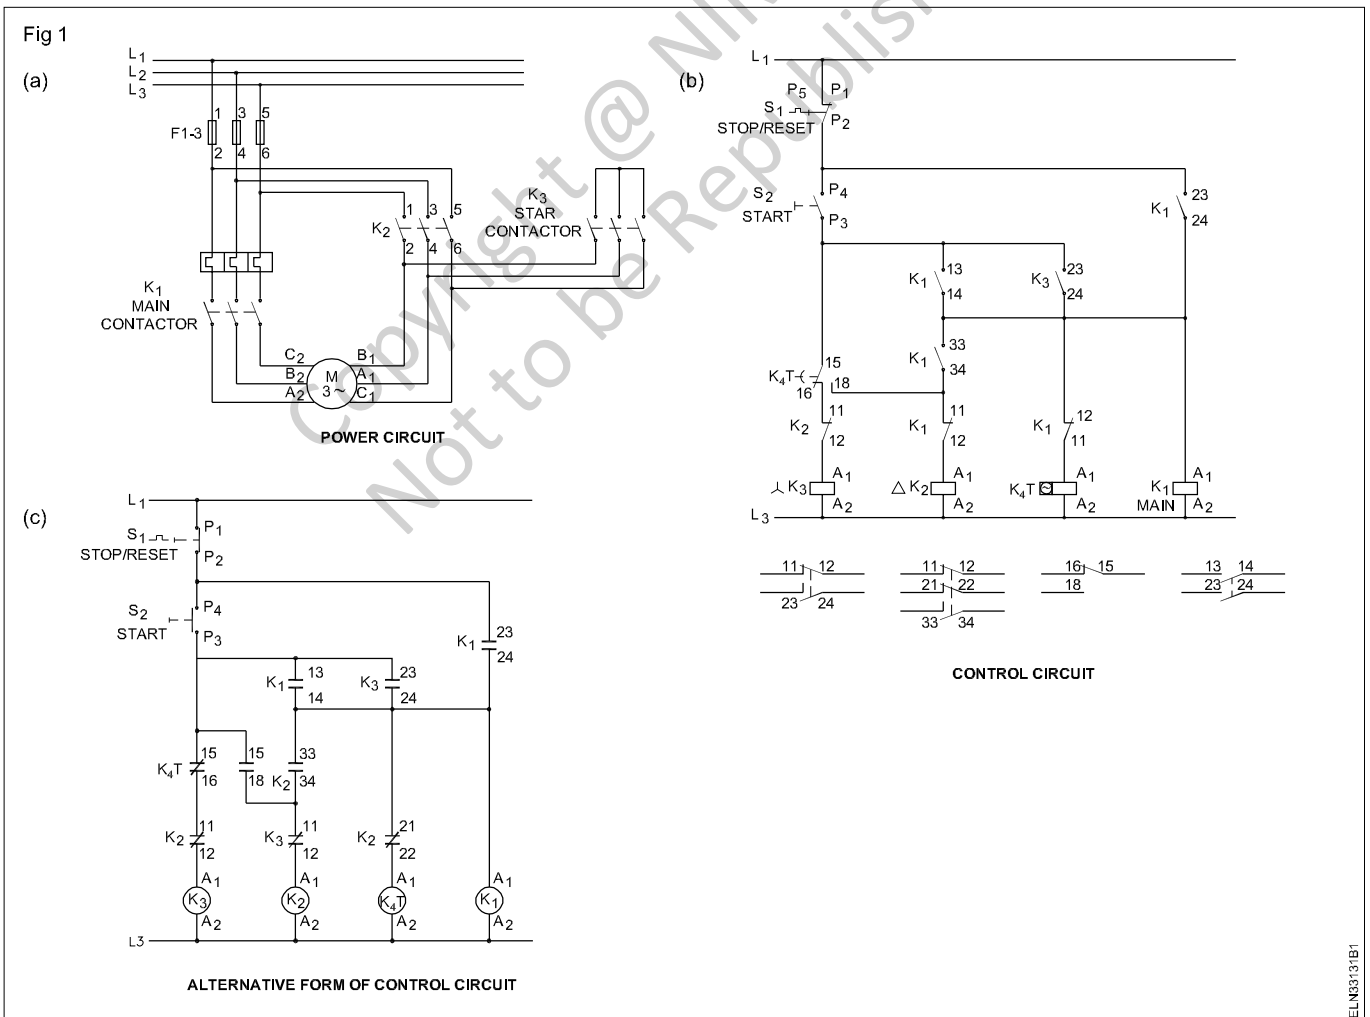 Fig 1
(a)
L1
L2
L3
1 3 5
F1-3
2 4 6
K1
MAIN
CONTACTOR
1 3 5
K2
2 4 6
K3
STAR
CONTACTOR
C2
B2
A2
M
3~
B1
A1
C1
POWER CIRCUIT
(b)
L1
P5 P1
S1
P2
STOP/RESET
S2
START
P4
P3
23
K1
24
13
K1
14
23
K3
24
33
K1
34
15
K4T
16 18
11
K2
12
11
K1
12
12
K1
11
A1
K3
A2
A1
△ K2
A2
A1
K4T
A2
A1
K1
MAIN A2
L3
11 12
23 24
11 12
21 22
33 34
16 15
18
13 14
23 24
CONTROL CIRCUIT
(c)
L1
S1
STOP/RESET
P1
P2
S2
START
P4
P3
23
K1
24
13
K1
14
23
K3
24
15
K4T
16
15
18
33
K2
34
11
K2
12
11
K3
12
21
K2
22
A1
K3
A2
A1
K2
A2
A1
K4T
A2
A1
K1
A2
L3
ALTERNATIVE FORM OF CONTROL CIRCUIT
ELN33131B1
Copyright @ NIM
Not to be Republish